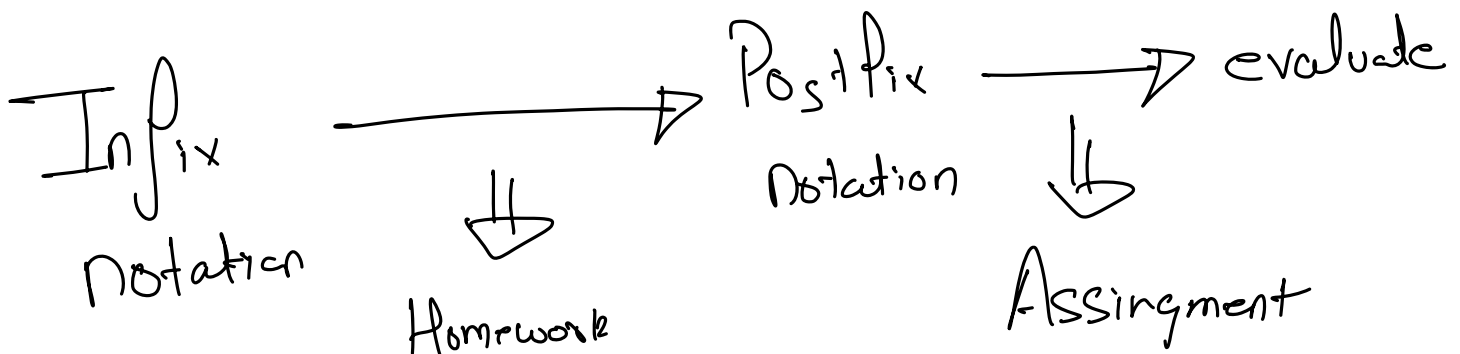 Infix
notation
Postfix
notation
evaluate
Homework
Assingment